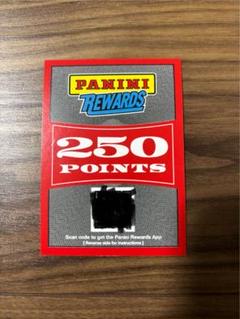 PANINI
REWARDS
250
POINTS
Scan code to get the Panini Rewards App
[ Reverse side for instructions ]